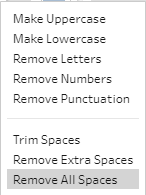 Make Uppercase
Make Lowercase
Remove Letters
Remove Numbers
Remove Punctuation
Trim Spaces
Remove Extra Spaces
Remove All Spaces